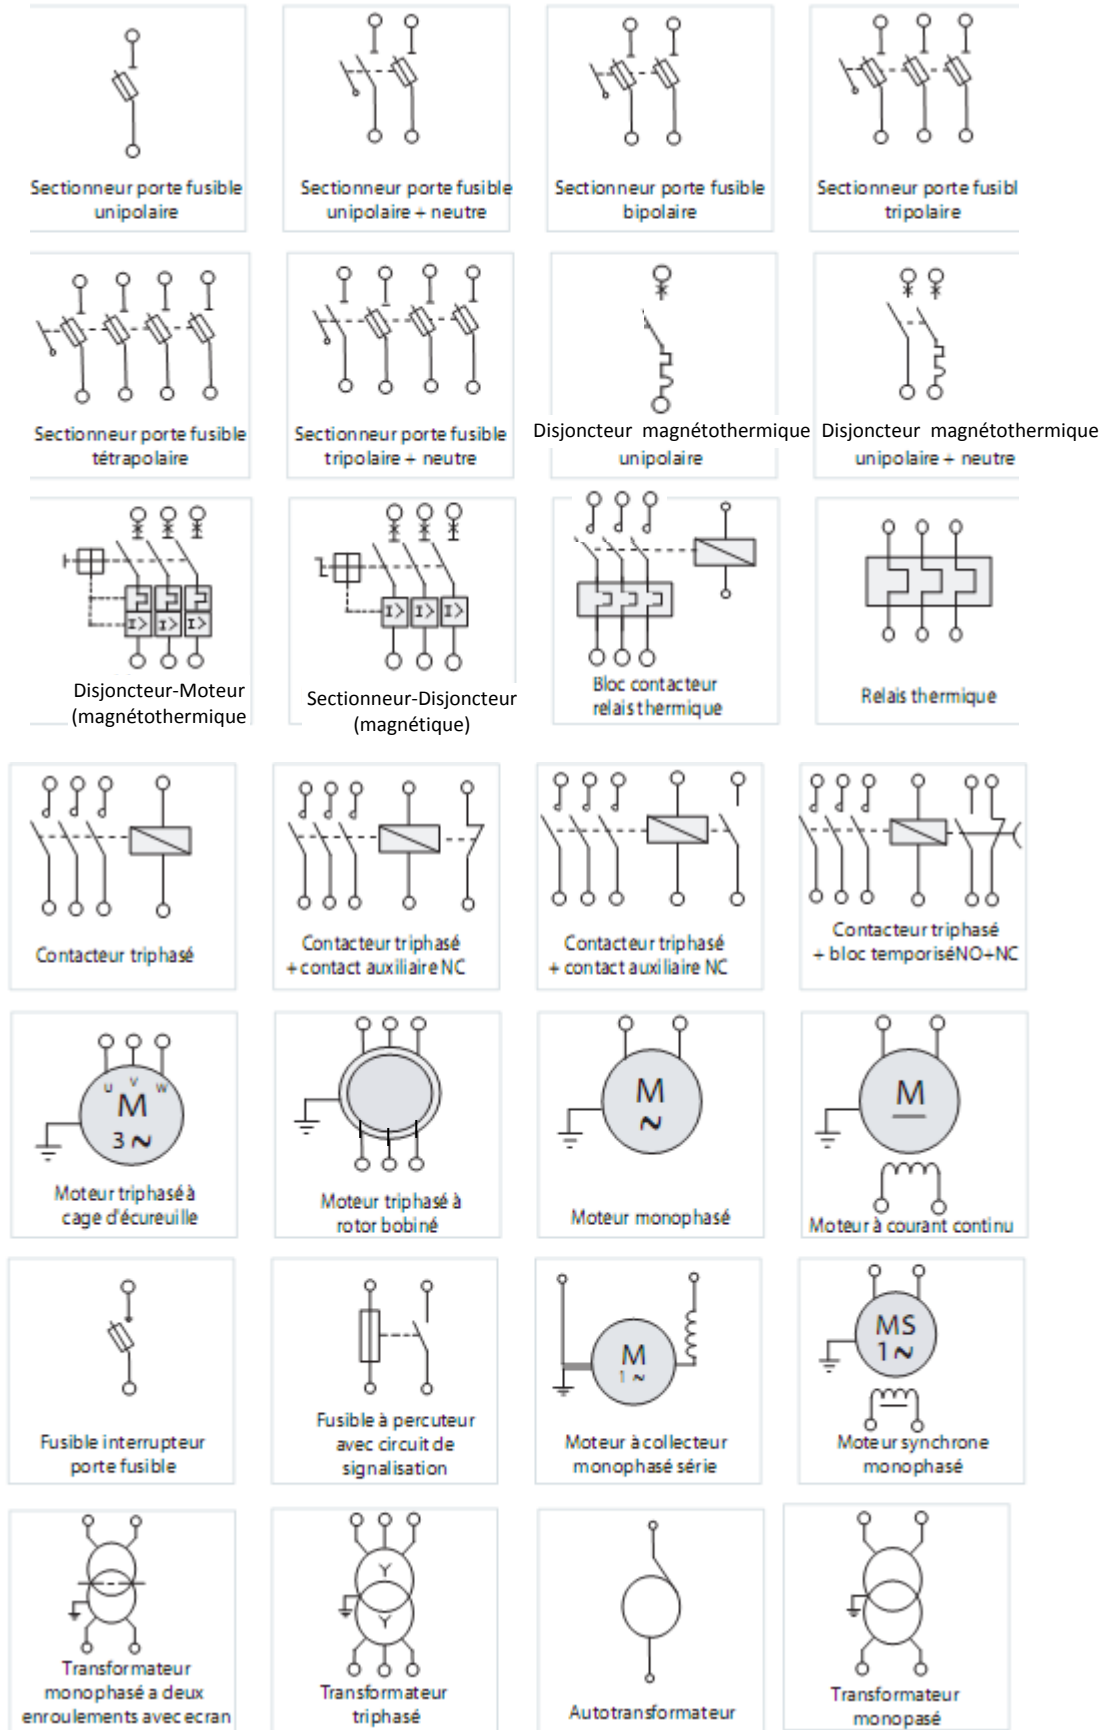 Sectionneur porte fusible
unipolaire
Sectionneur porte fusible
unipolaire + neutre
Sectionneur porte fusible
bipolaire
Sectionneur porte fusibl
tripolaire
Sectionneur porte fusible
tétrapolaire
Sectionneur porte fusible
tripolaire + neutre
Disjoncteur magnétothermique
unipolaire
Disjoncteur magnétothermique
unipolaire + neutre
I> I> I>
Disjoncteur-Moteur
(magnétothermique
I> I> I>
Sectionneur-Disjoncteur
(magnétique)
Bloc contacteur
relais thermique
Relais thermique
Contacteur triphasé
Contacteur triphasé
+ contact auxiliaire NC
Contacteur triphasé
+ contact auxiliaire NC
Contacteur triphasé
+ bloc temporiséNO+NC
U V W
M
3 ~
Moteur triphasé à
cage d'écureuille
Moteur triphasé à
rotor bobiné
M
~
Moteur monophasé
M
Moteur à courant continu
Fusible interrupteur
porte fusible
Fusible à percuteur
avec circuit de
signalisation
M
1 ~
Moteur à collecteur
monophasé série
MS
1 ~
Moteur synchrone
monophasé
Transformateur
monophasé a deux
enroulements avec ecran
Y
Y
Transformateur
triphasé
Autotransformateur
Transformateur
monopasé